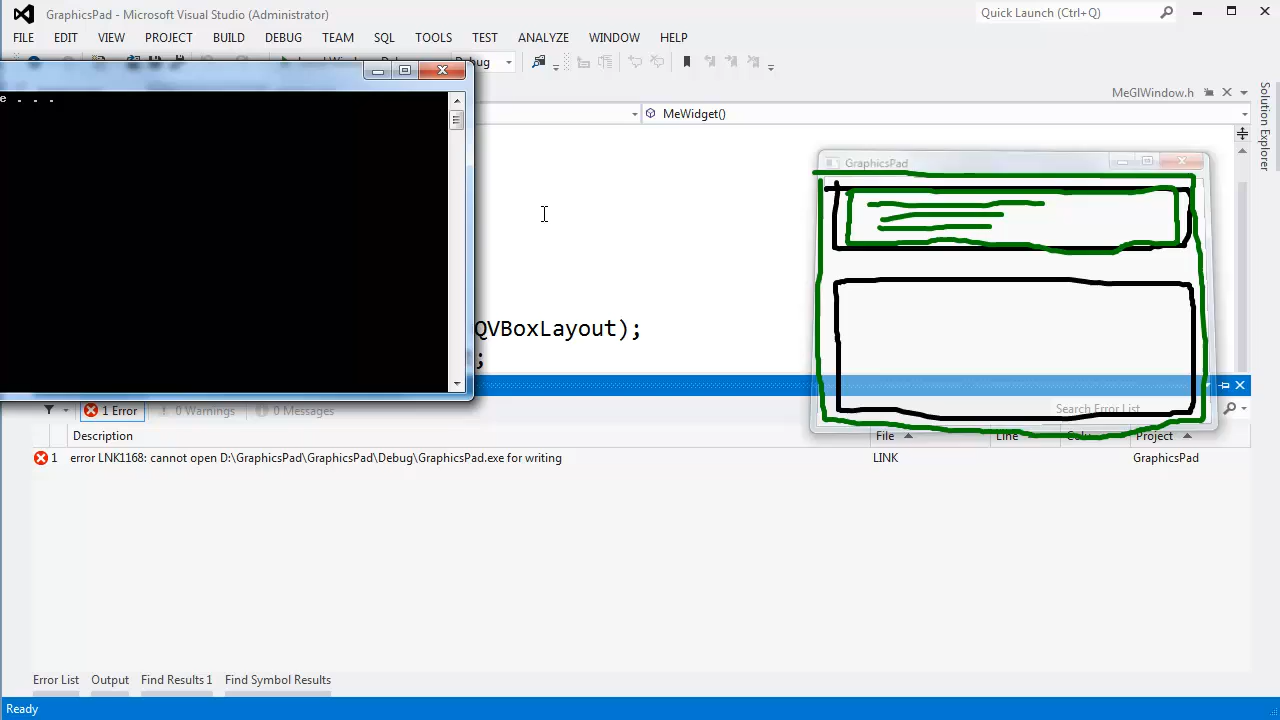 GraphicsPad - Microsoft Visual Studio (Administrator)
Quick Launch (Ctrl+Q)
FILE EDIT VIEW PROJECT BUILD DEBUG TEAM SQL TOOLS TEST ANALYZE WINDOW HELP
MeGlWindow.h
Solution Explorer
e . . .
MeWidget()
GraphicsPad
QVBoxLayout);
;
1 Error 0 Warnings 0 Messages
Search Error List
Description File Line Project
1 error LNK1168: cannot open D:\GraphicsPad\GraphicsPad\Debug\GraphicsPad.exe for writing LINK GraphicsPad
Error List Output Find Results 1 Find Symbol Results
Ready